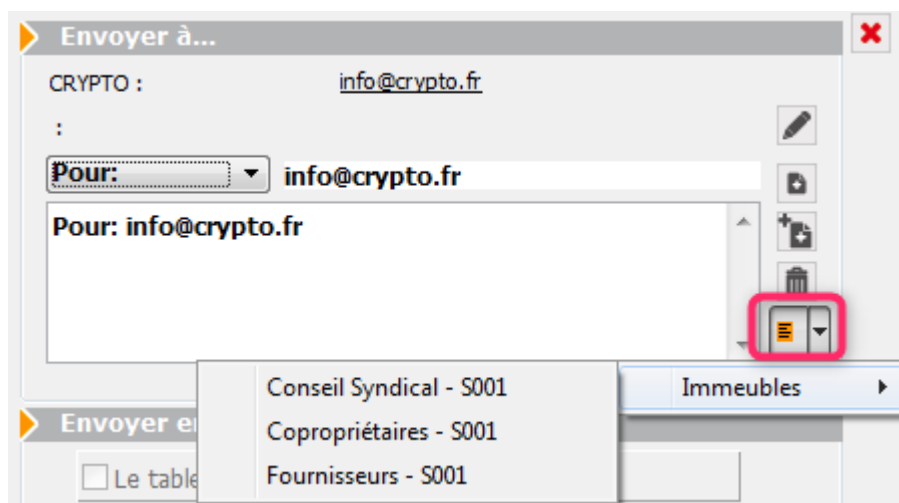 Envoyer à...
CRYPTO : info@crypto.fr
:
Pour: info@crypto.fr
Pour: info@crypto.fr
Immeubles
Conseil Syndical - S001
Copropriétaires - S001
Fournisseurs - S001
Envoyer
Le table